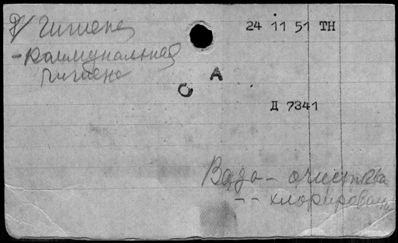 Гигиена
24 11 51 ТН
-Коммунальная
гигиена
С А
Д 7341
Вода - очистка
-- хлорирование